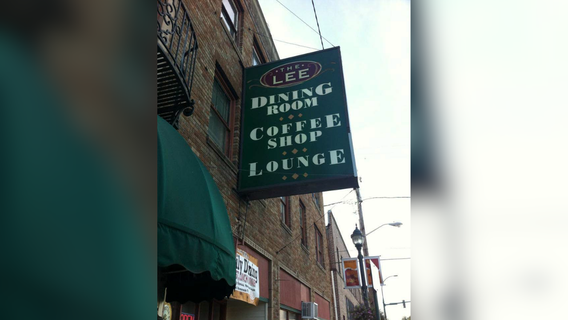 THE
LEE
DINING
ROOM
COFFEE
SHOP
LOUNGE